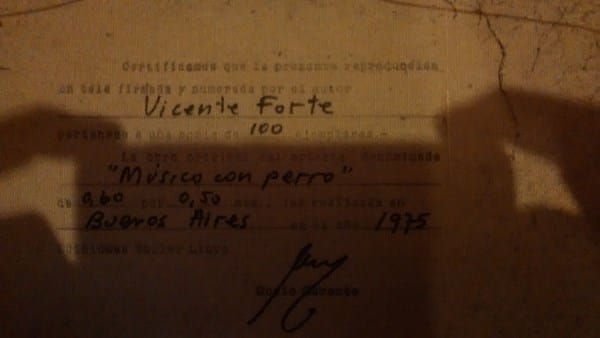 Certificamos que la presente reproducción
en tela firmada y numerada por el autor
Vicente Forte
pertenece a una serie de 100 ejemplares.-
La obra original del artista denominada
"Músico con perro"
de 0,60 por 0,50 mts., fue realizada en
Buenos Aires en el año 1975
Ediciones Taller Libre